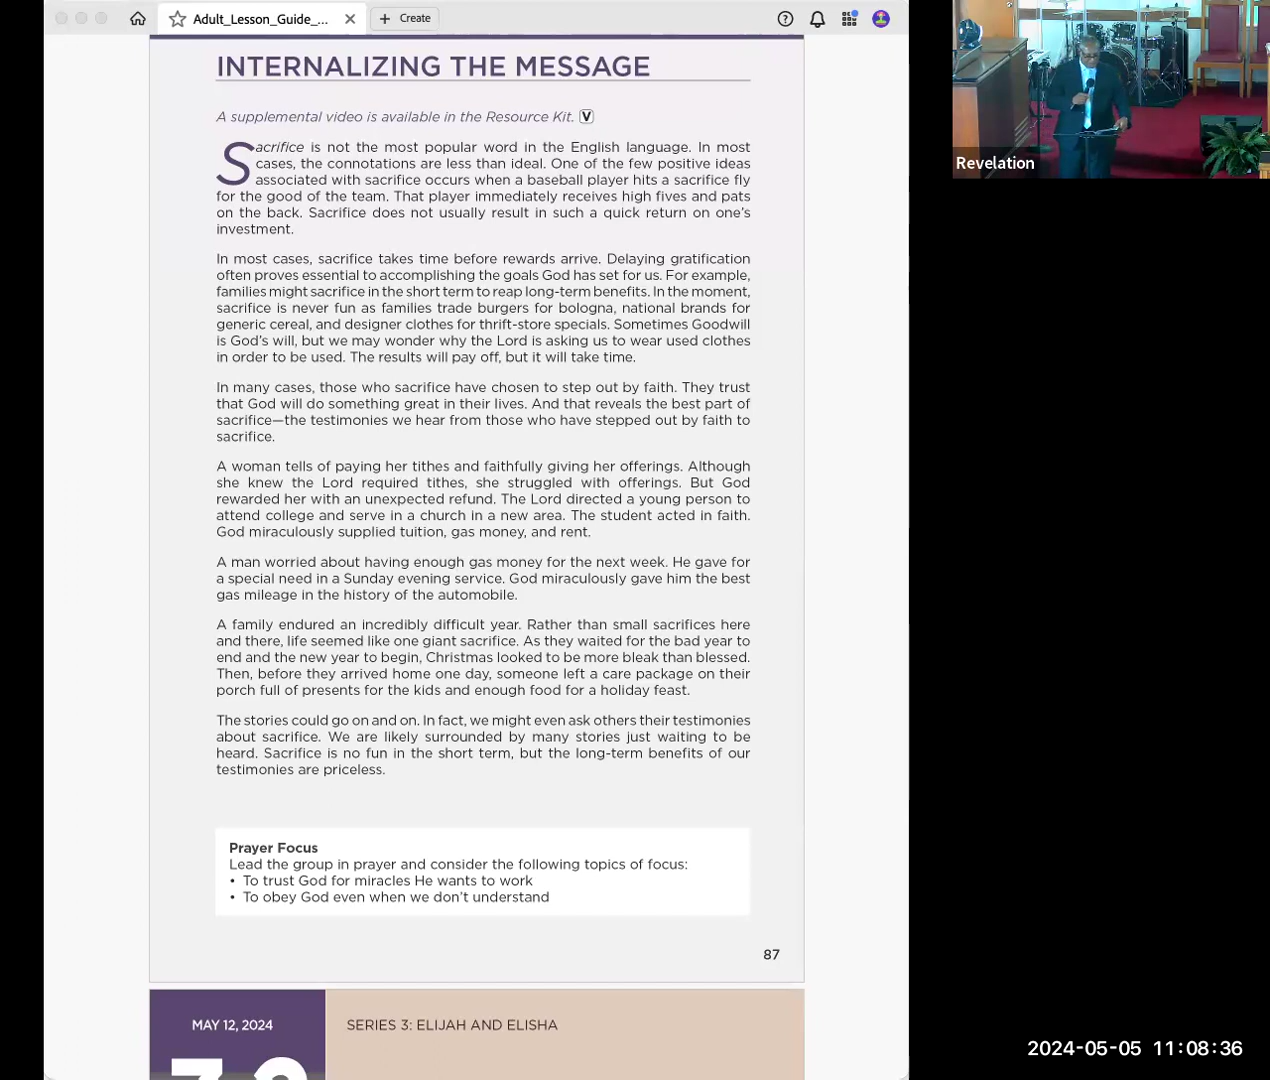 Adult_Lesson_Guide_...
Create
INTERNALIZING THE MESSAGE
A supplemental video is available in the Resource Kit. V
Sacrifice is not the most popular word in the English language. In most
cases, the connotations are less than ideal. One of the few positive ideas
associated with sacrifice occurs when a baseball player hits a sacrifice fly
for the good of the team. That player immediately receives high fives and pats
on the back. Sacrifice does not usually result in such a quick return on one's
investment.
In most cases, sacrifice takes time before rewards arrive. Delaying gratification
often proves essential to accomplishing the goals God has set for us. For example,
families might sacrifice in the short term to reap long-term benefits. In the moment,
sacrifice is never fun as families trade burgers for bologna, national brands for
generic cereal, and designer clothes for thrift-store specials. Sometimes Goodwill
is God's will, but we may wonder why the Lord is asking us to wear used clothes
in order to be used. The results will pay off, but it will take time.
In many cases, those who sacrifice have chosen to step out by faith. They trust
that God will do something great in their lives. And that reveals the best part of
sacrifice—the testimonies we hear from those who have stepped out by faith to
sacrifice.
A woman tells of paying her tithes and faithfully giving her offerings. Although
she knew the Lord required tithes, she struggled with offerings. But God
rewarded her with an unexpected refund. The Lord directed a young person to
attend college and serve in a church in a new area. The student acted in faith.
God miraculously supplied tuition, gas money, and rent.
A man worried about having enough gas money for the next week. He gave for
a special need in a Sunday evening service. God miraculously gave him the best
gas mileage in the history of the automobile.
A family endured an incredibly difficult year. Rather than small sacrifices here
and there, life seemed like one giant sacrifice. As they waited for the bad year to
end and the new year to begin, Christmas looked to be more bleak than blessed.
Then, before they arrived home one day, someone left a care package on their
porch full of presents for the kids and enough food for a holiday feast.
The stories could go on and on. In fact, we might even ask others their testimonies
about sacrifice. We are likely surrounded by many stories just waiting to be
heard. Sacrifice is no fun in the short term, but the long-term benefits of our
testimonies are priceless.
Prayer Focus
Lead the group in prayer and consider the following topics of focus:
• To trust God for miracles He wants to work
• To obey God even when we don't understand
87
MAY 12, 2024
SERIES 3: ELIJAH AND ELISHA
Revelation
2024-05-05 11:08:36